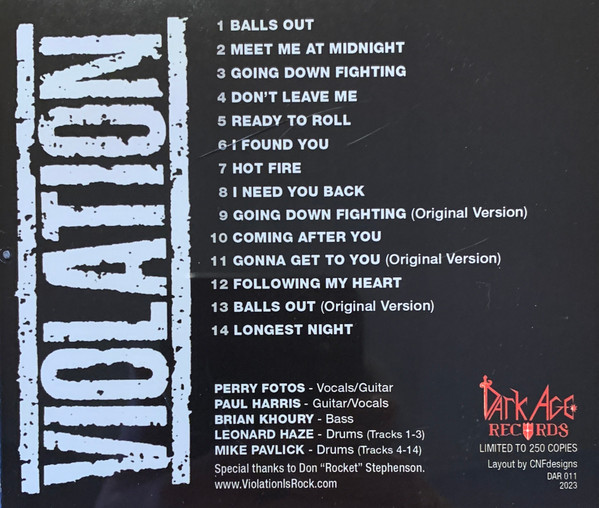 VIOLATION
1 BALLS OUT
2 MEET ME AT MIDNIGHT
3 GOING DOWN FIGHTING
4 DON'T LEAVE ME
5 READY TO ROLL
6 I FOUND YOU
7 HOT FIRE
8 I NEED YOU BACK
9 GOING DOWN FIGHTING (Original Version)
10 COMING AFTER YOU
11 GONNA GET TO YOU (Original Version)
12 FOLLOWING MY HEART
13 BALLS OUT (Original Version)
14 LONGEST NIGHT
PERRY FOTOS - Vocals/Guitar
PAUL HARRIS - Guitar/Vocals
BRIAN KHOURY - Bass
LEONARD HAZE - Drums (Tracks 1-3)
MIKE PAVLICK - Drums (Tracks 4-14)
Special thanks to Don "Rocket" Stephenson.
www.ViolationIsRock.com
DARK AGE
RECORDS
LIMITED TO 250 COPIES
Layout by CNFdesigns
DAR 011
2023